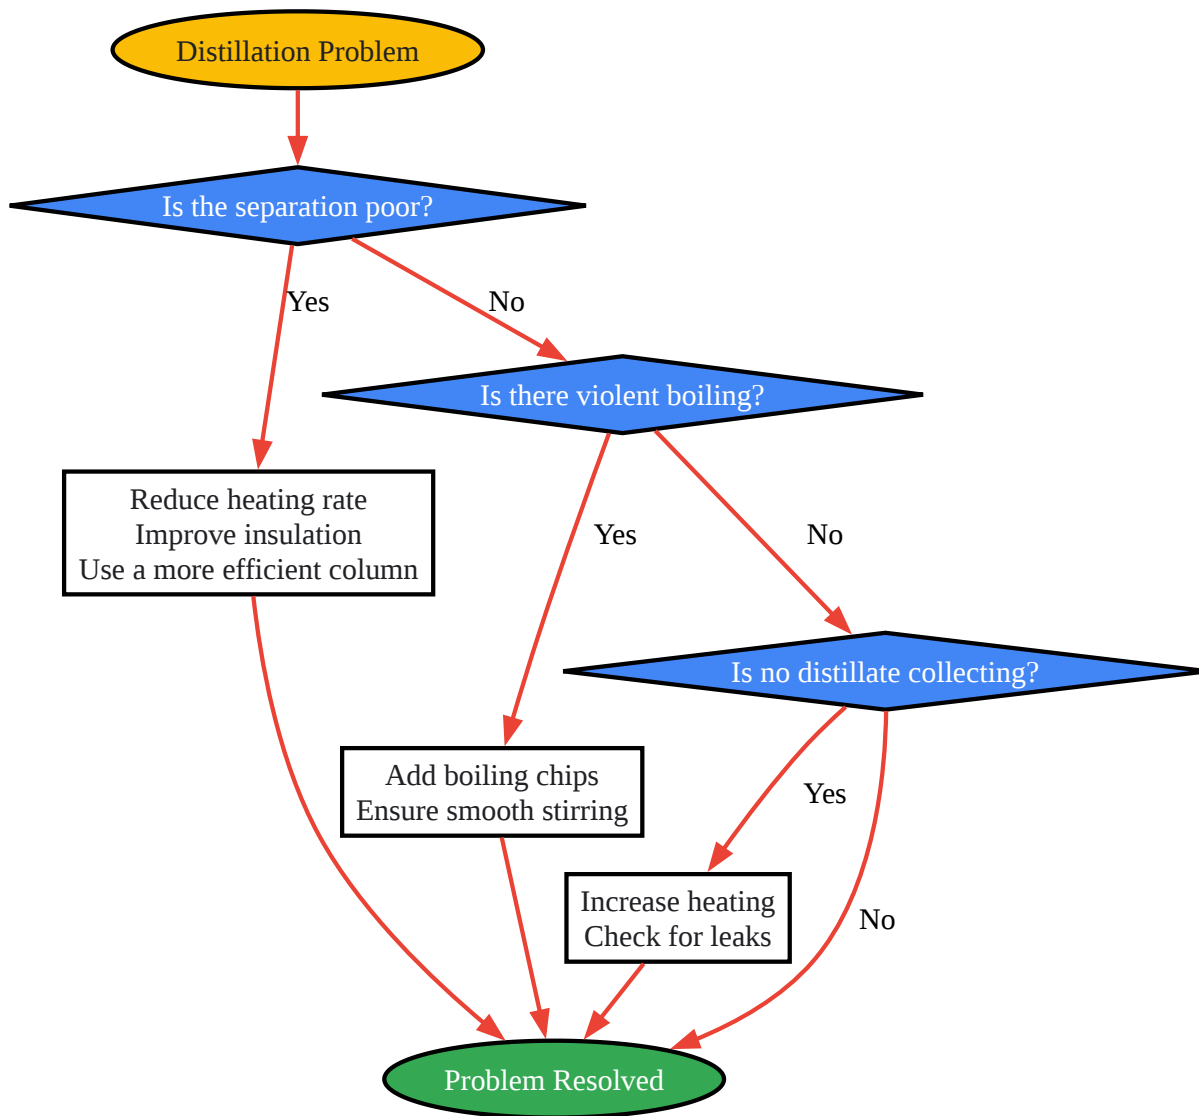 Distillation Problem
Is the separation poor?
Yes
No
Is there violent boiling?
Reduce heating rate
Improve insulation
Use a more efficient column
Yes
No
Is no distillate collecting?
Add boiling chips
Ensure smooth stirring
Yes
Increase heating
Check for leaks
No
Problem Resolved